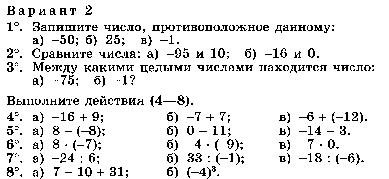 Вариант 2
1°. Запишите число, противоположное данному:
а) -50; б) 25; в) -1.
2°. Сравните числа: а) -95 и 10; б) -16 и 0.
3°. Между какими целыми числами находится число:
а) -75; б) -1?
Выполните действия (4—8).
4°. а) -16 + 9; б) -7 + 7; в) -6 + (-12).
5°. а) 8 - (-8); б) 0 - 11; в) -14 - 3.
6°. а) 8 · (-7); б) 4 · ( 9); в) 7 · 0.
7°. а) -24 : 6; б) 33 : (-1); в) -18 : (-6).
8°. а) 7 - 10 + 31; б) (-4)³.